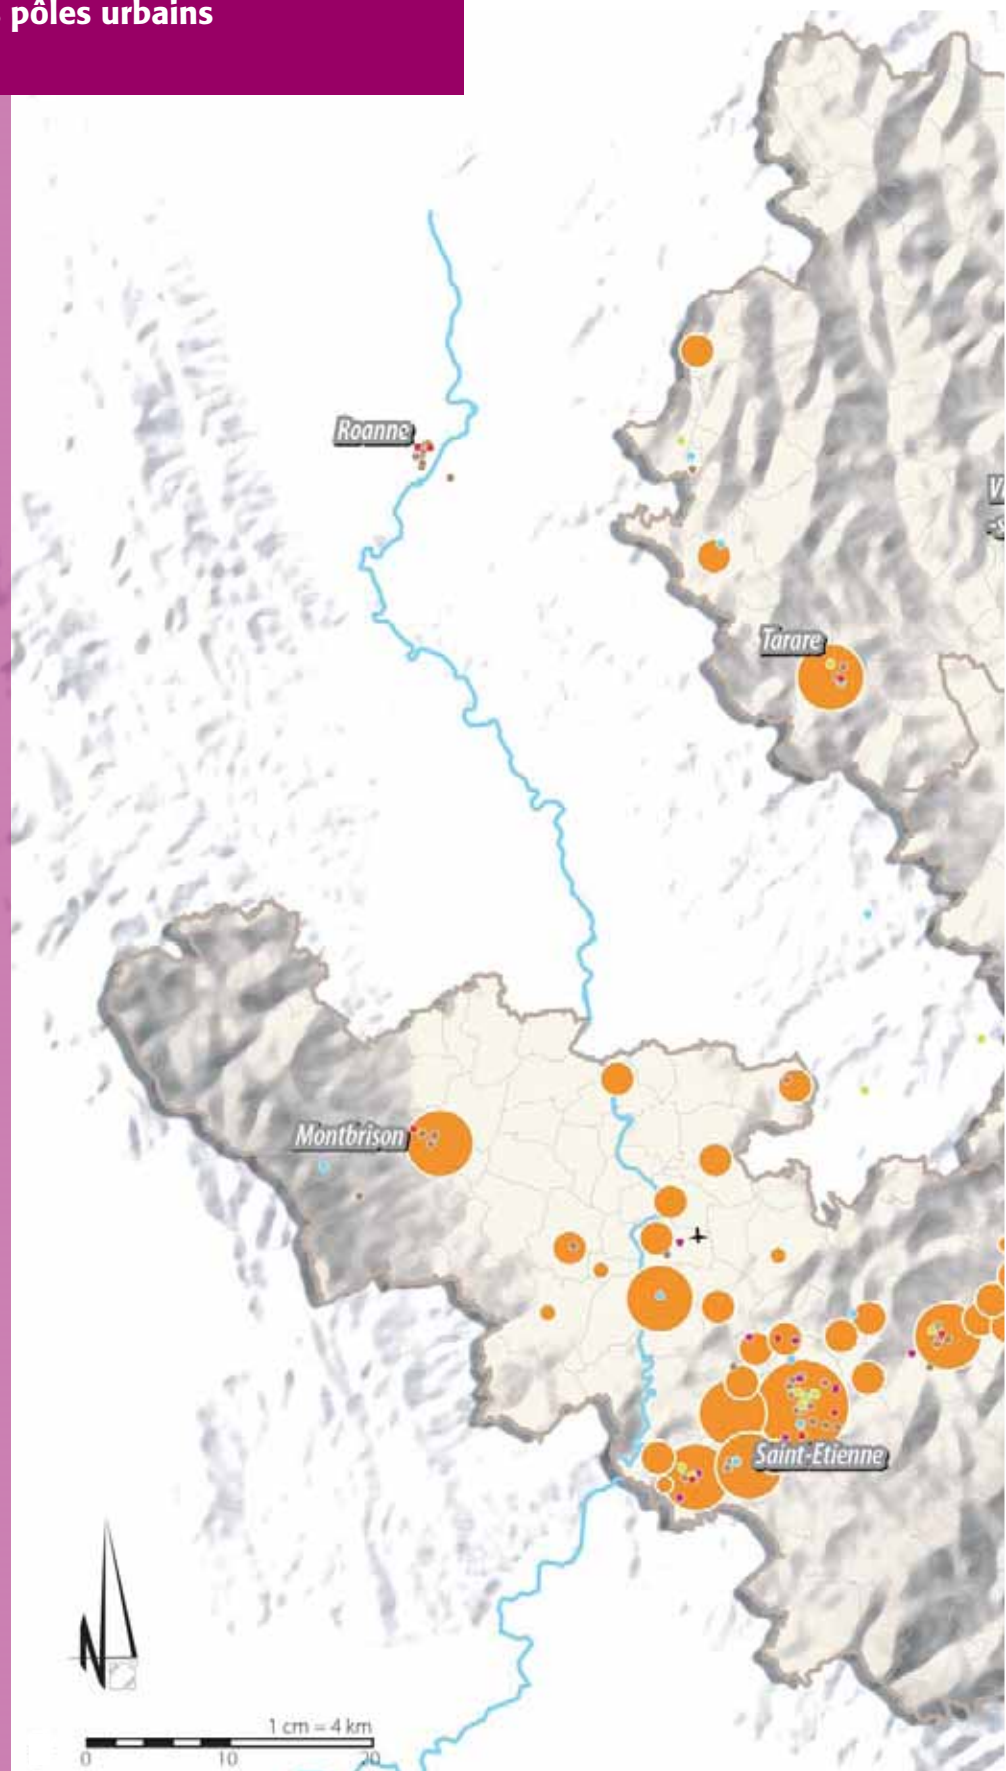 pôles urbains
Roanne
Tarare
Montbrison
Saint-Etienne
N
1 cm = 4 km
0 10 20